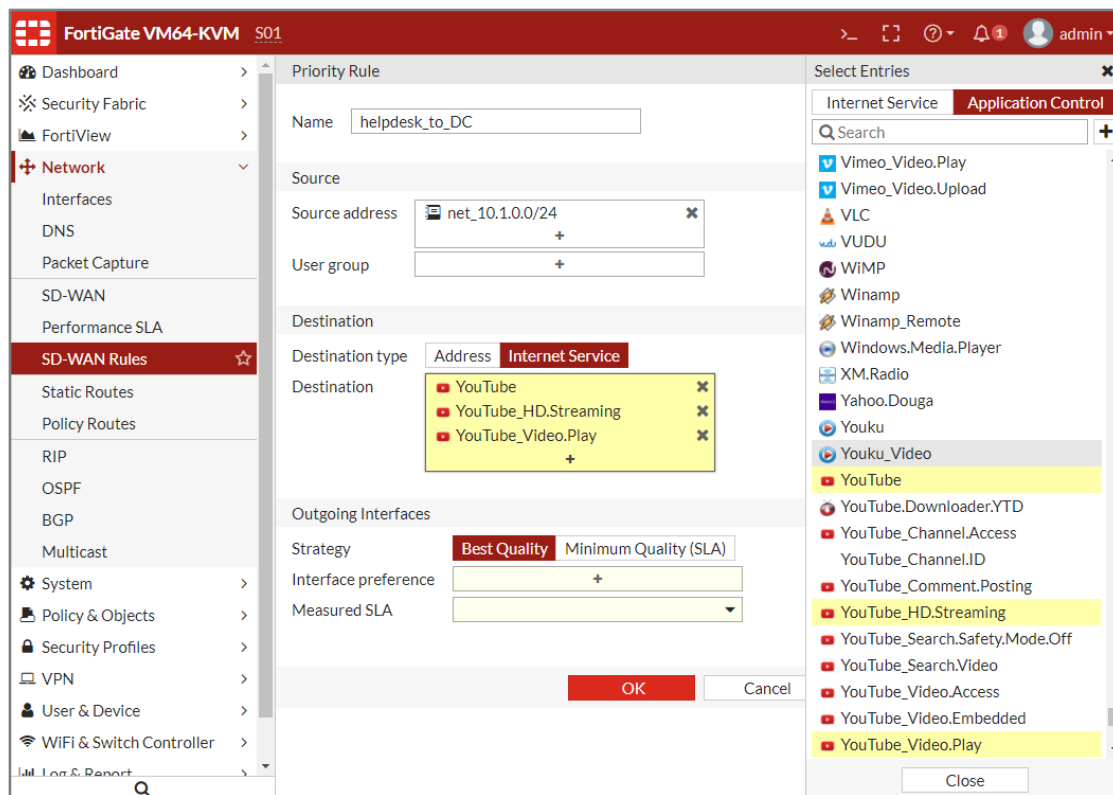 FortiGate VM64-KVM S01
admin
1
Dashboard
Security Fabric
FortiView
Network
Interfaces
DNS
Packet Capture
SD-WAN
Performance SLA
SD-WAN Rules
Static Routes
Policy Routes
RIP
OSPF
BGP
Multicast
System
Policy & Objects
Security Profiles
VPN
User & Device
WiFi & Switch Controller
Log & Report
Priority Rule
Name helpdesk_to_DC
Source
Source address net_10.1.0.0/24
User group
Destination
Destination type Address Internet Service
Destination YouTube
YouTube_HD.Streaming
YouTube_Video.Play
Outgoing Interfaces
Strategy Best Quality Minimum Quality (SLA)
Interface preference
Measured SLA
OK Cancel
Select Entries
Internet Service Application Control
Search
Vimeo_Video.Play
Vimeo_Video.Upload
VLC
VUDU
WiMP
Winamp
Winamp_Remote
Windows.Media.Player
XM.Radio
Yahoo.Douga
Youku
Youku_Video
YouTube
YouTube.Downloader.YTD
YouTube_Channel.Access
YouTube_Channel.ID
YouTube_Comment.Posting
YouTube_HD.Streaming
YouTube_Search.Safety.Mode.Off
YouTube_Search.Video
YouTube_Video.Access
YouTube_Video.Embedded
YouTube_Video.Play
Close